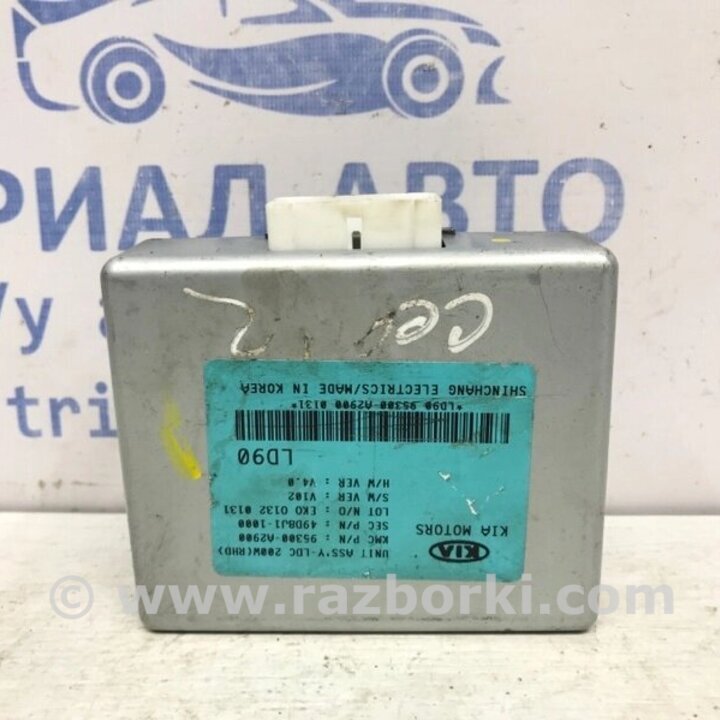 РИАЛ АВТО
/у а
tri
KIA
KIA MOTORS
UNIT ASS'Y-LDC 200W(RHD)
KMC P/N : 95300-A2900
SEC P/N : 49DBJ1-1000
LOT N/O : EKO 0132 0131
S/W VER : V102
H/W VER : V4.0
LD90
*LD90 95300-A2900 0131*
SHINCHANG ELECTRICS/MADE IN KOREA
© www.razborki.com